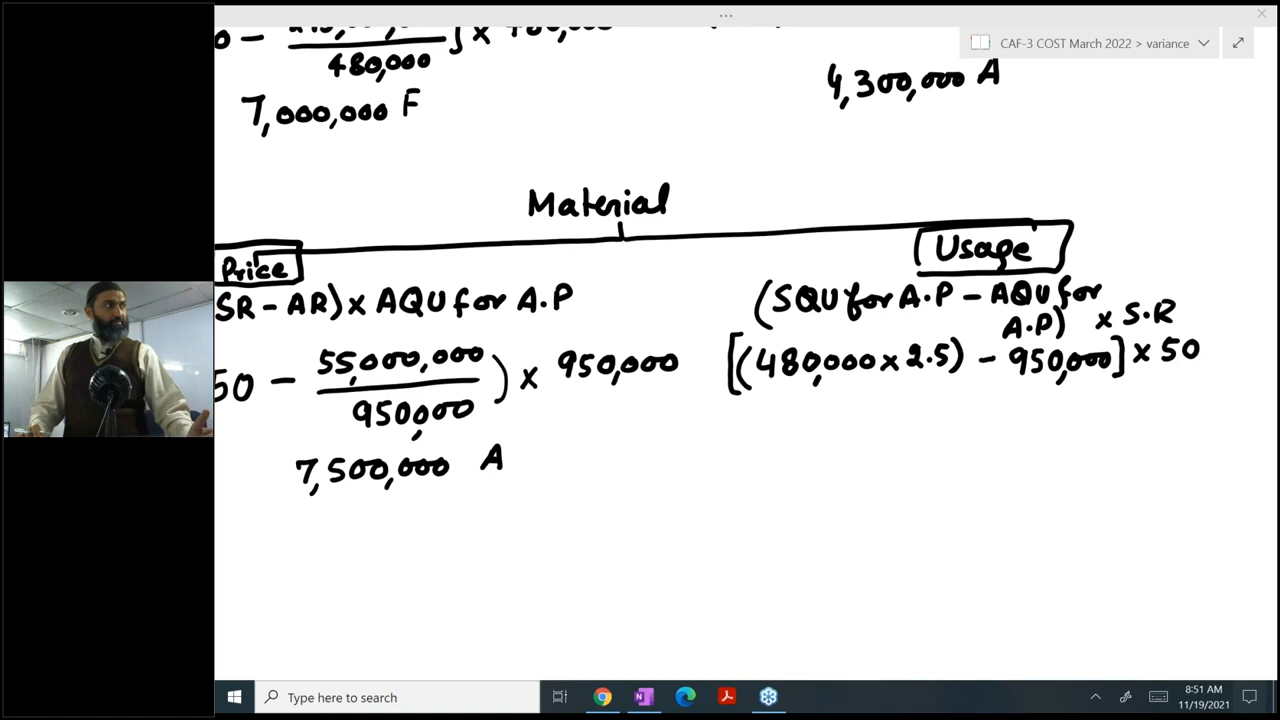 CAF-3 COST March 2022 > variance
480,000
7,000,000 F
4,300,000 A
Material
Price
Usage
SR - AR) × AQU for A.P
(SQU for A.P - AQU for A.P) × S.R
50 - 55,000,000 / 950,000 ) × 950,000
[(480,000 × 2.5) - 950,000] × 50
7,500,000 A
Type here to search
8:51 AM
11/19/2021